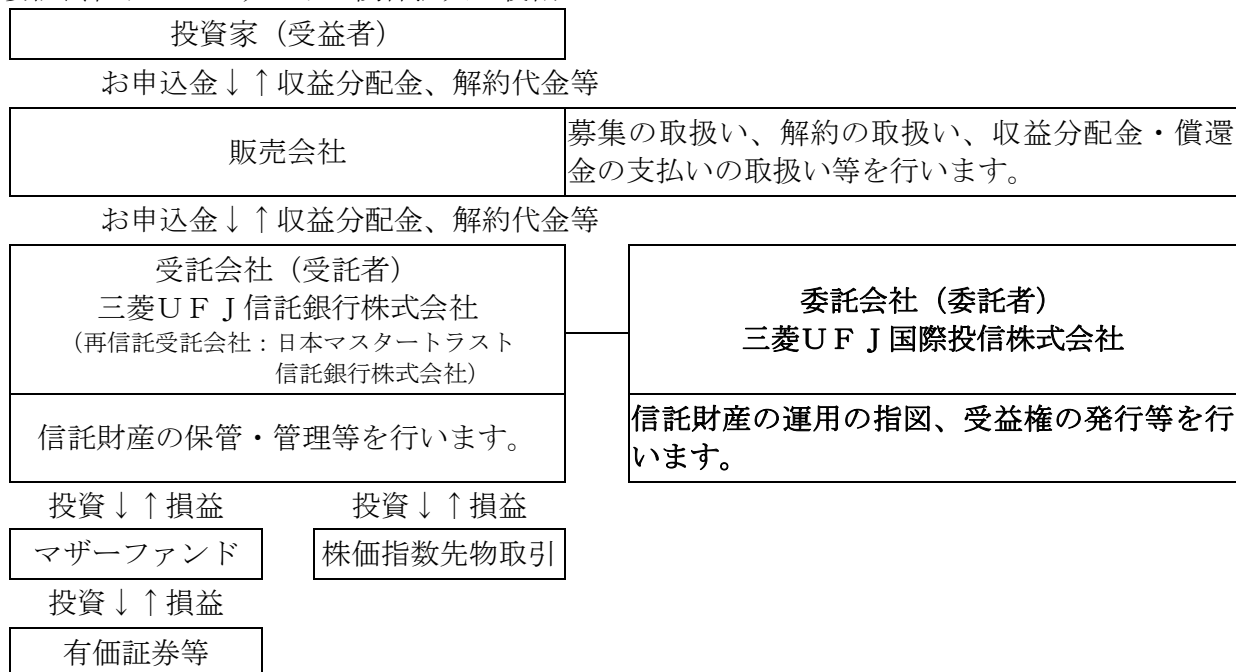 投資家（受益者）
お申込金↓↑収益分配金、解約代金等
販売会社
募集の取扱い、解約の取扱い、収益分配金・償還
金の支払いの取扱い等を行います。
お申込金↓↑収益分配金、解約代金等
受託会社（受託者）
三菱ＵＦＪ信託銀行株式会社
（再信託受託会社：日本マスタートラスト
信託銀行株式会社）
委託会社（委託者）
三菱ＵＦＪ国際投信株式会社
信託財産の保管・管理等を行います。
信託財産の運用の指図、受益権の発行等を行
います。
投資↓↑損益
投資↓↑損益
マザーファンド
株価指数先物取引
投資↓↑損益
有価証券等